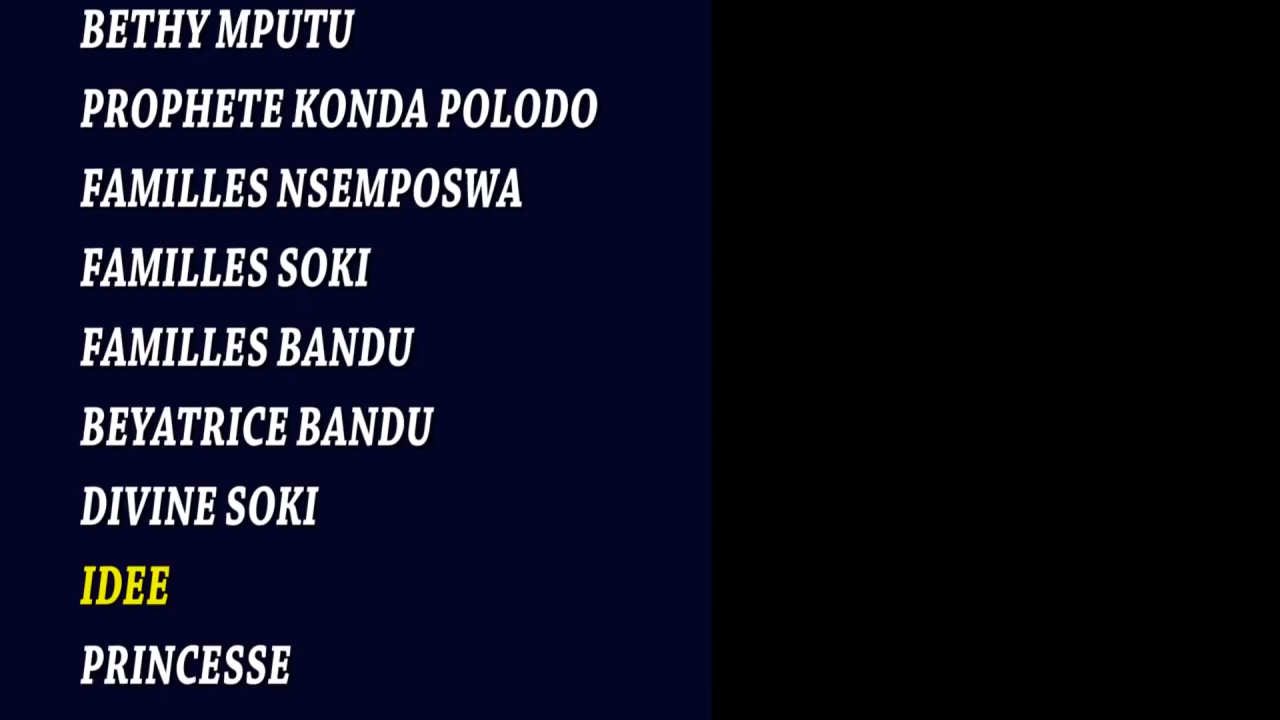 BETHY MPUTU
PROPHETE KONDA POLODO
FAMILLES NSEMPOSWA
FAMILLES SOKI
FAMILLES BANDU
BEYATRICE BANDU
DIVINE SOKI
IDEE
PRINCESSE